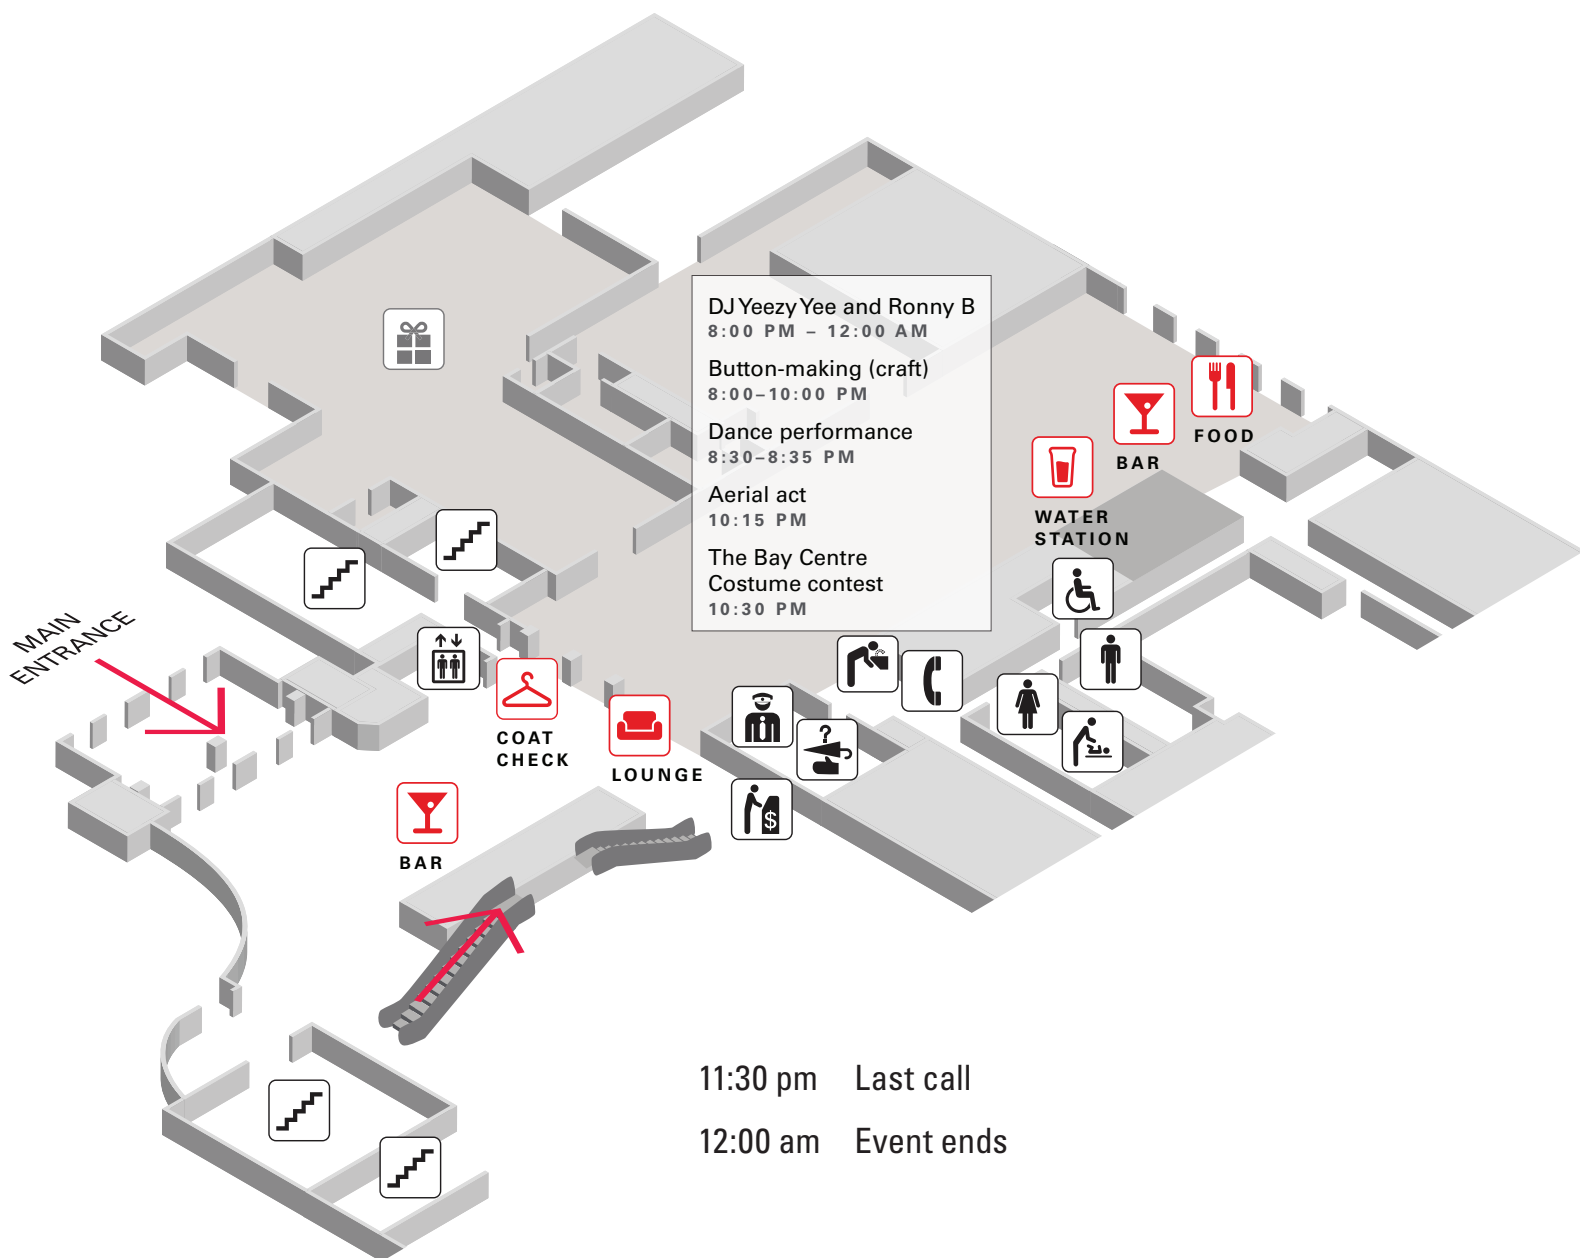 DJ Yeezy Yee and Ronny B
8:00 PM – 12:00 AM
Button-making (craft)
8:00–10:00 PM
Dance performance
8:30–8:35 PM
Aerial act
10:15 PM
The Bay Centre
Costume contest
10:30 PM
FOOD
BAR
WATER
STATION
MAIN
ENTRANCE
COAT
CHECK
LOUNGE
?
$
BAR
11:30 pm Last call
12:00 am Event ends